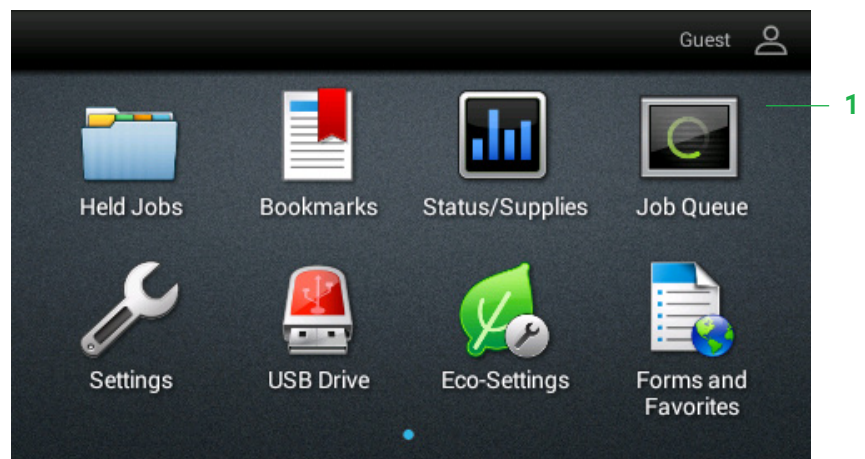 Guest
1
Held Jobs
Bookmarks
Status/Supplies
Job Queue
Settings
USB Drive
Eco-Settings
Forms and
Favorites